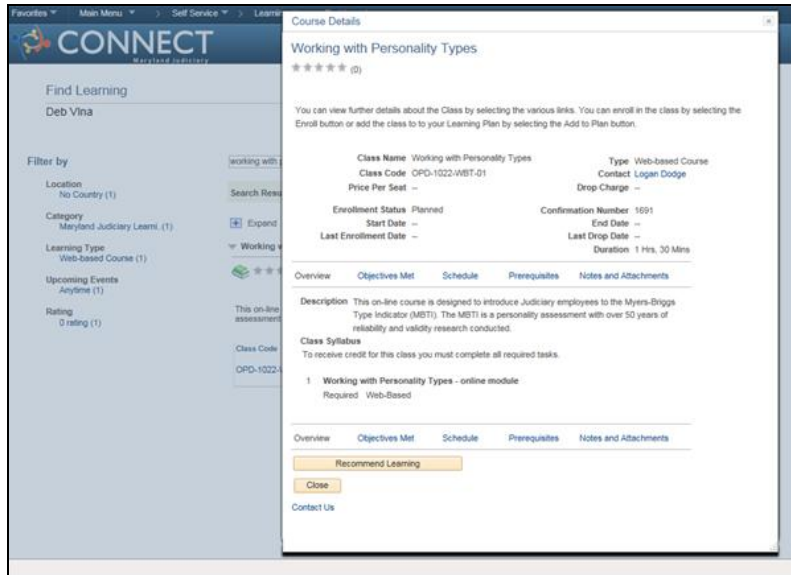 Favorites Main Menu > Self Service > Learni
CONNECT
Maryland Judiciary
Find Learning
Deb VIna
Filter by
Location
No Country (1)
Category
Maryland Judiciary Learni. (1)
Learning Type
Web-based Course (1)
Upcoming Events
Anytime (1)
Rating
0 rating (1)
working with p
Search Resu
Expand
Working w
This on-line
assessment
Class Code
OPD-1022-
Course Details
Working with Personality Types
(0)
You can view further details about the Class by selecting the various links. You can enroll in the class by selecting the
Enroll button or add the class to to your Learning Plan by selecting the Add to Plan button.
Class Name Working with Personality Types Type Web-based Course
Class Code OPD-1022-WBT-01 Contact Logan Dodge
Price Per Seat -- Drop Charge --
Enrollment Status Planned Confirmation Number 1691
Start Date -- End Date --
Last Enrollment Date -- Last Drop Date --
Duration 1 Hrs, 30 Mins
Overview Objectives Met Schedule Prerequisites Notes and Attachments
Description This on-line course is designed to introduce Judiciary employees to the Myers-Briggs
Type Indicator (MBTI). The MBTI is a personality assessment with over 50 years of
reliability and validity research conducted.
Class Syllabus
To receive credit for this class you must complete all required tasks.
1 Working with Personality Types - online module
Required Web-Based
Overview Objectives Met Schedule Prerequisites Notes and Attachments
Recommend Learning
Close
Contact Us